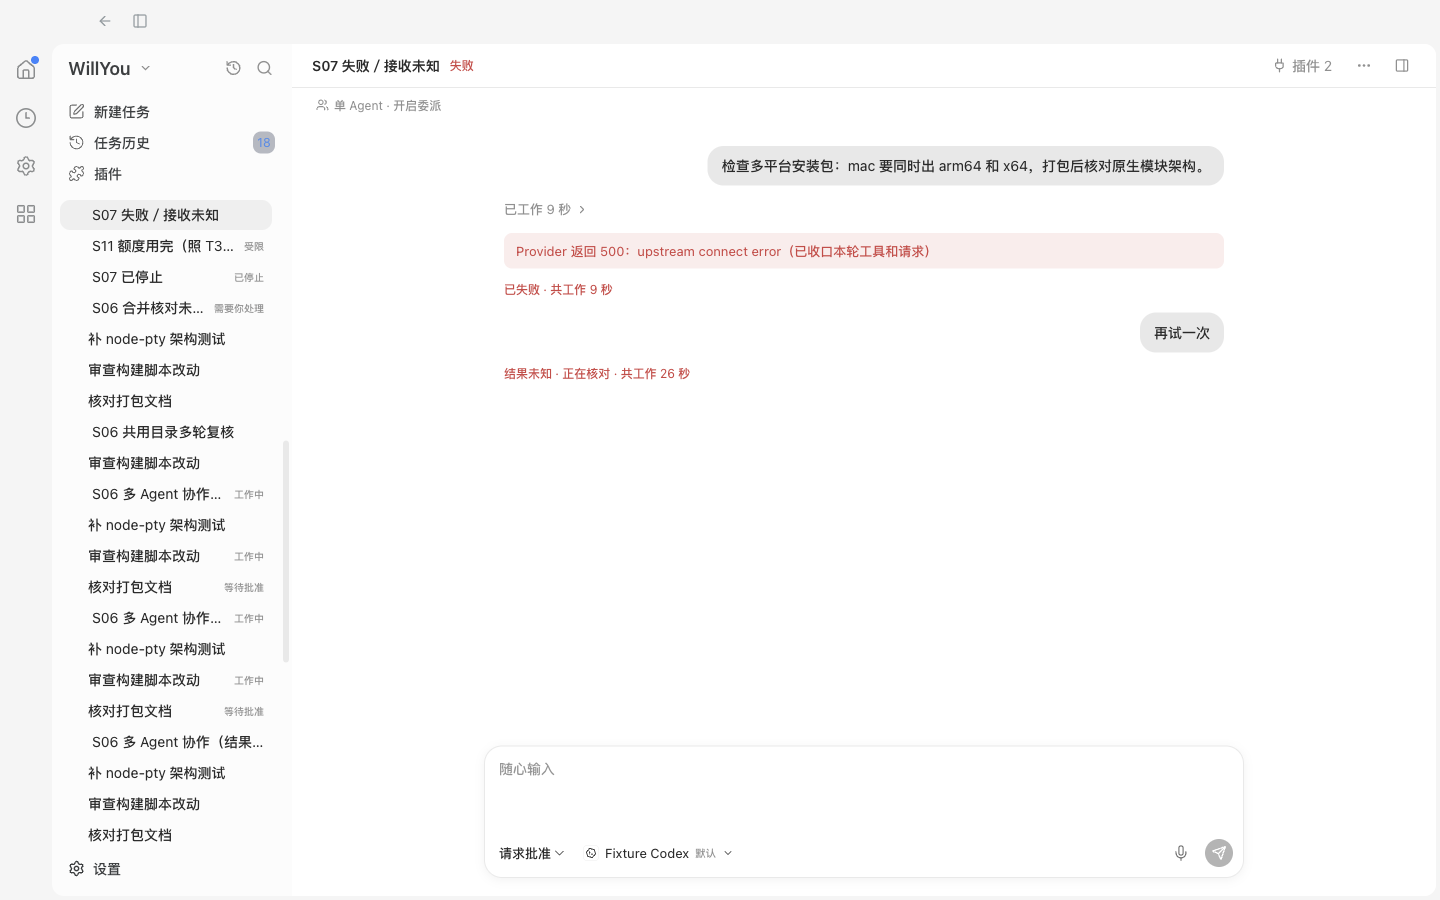 WillYou
新建任务
任务历史 18
插件
S07 失败 / 接收未知
S11 额度用完（照 T3... 受限
S07 已停止 已停止
S06 合并核对未... 需要你处理
补 node-pty 架构测试
审查构建脚本改动
核对打包文档
S06 共用目录多轮复核
审查构建脚本改动
S06 多 Agent 协作... 工作中
补 node-pty 架构测试
审查构建脚本改动 工作中
核对打包文档 等待批准
S06 多 Agent 协作... 工作中
补 node-pty 架构测试
审查构建脚本改动 工作中
核对打包文档 等待批准
S06 多 Agent 协作（结果...
补 node-pty 架构测试
审查构建脚本改动
核对打包文档
设置
S07 失败 / 接收未知 失败
插件 2
单 Agent · 开启委派
检查多平台安装包：mac 要同时出 arm64 和 x64，打包后核对原生模块架构。
已工作 9 秒
Provider 返回 500：upstream connect error（已收口本轮工具和请求）
已失败 · 共工作 9 秒
再试一次
结果未知 · 正在核对 · 共工作 26 秒
随心输入
请求批准 Fixture Codex 默认